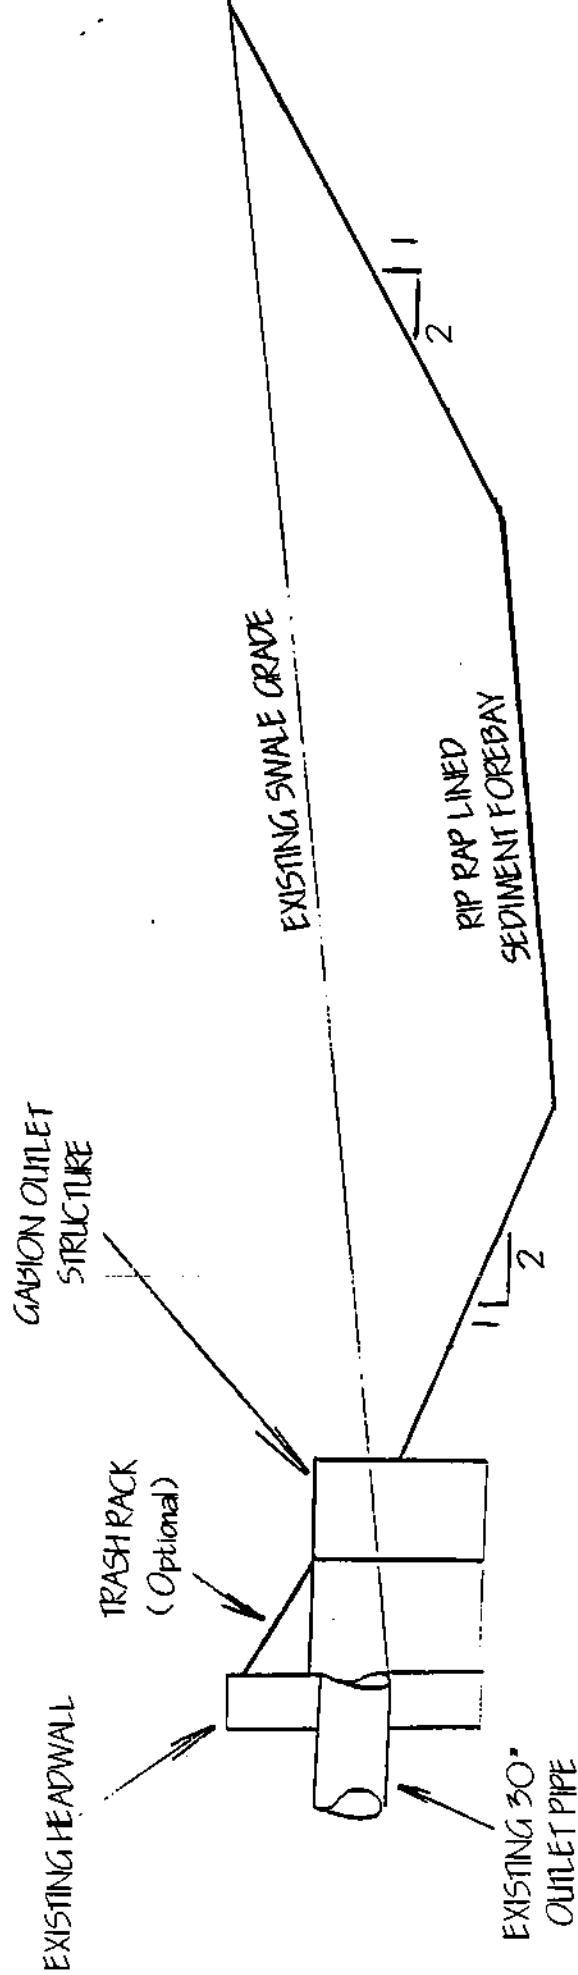 EXISTING HEADWALL
TRASH RACK
(Optional)
GABION OUTLET
STRUCTURE
EXISTING SWALE GRADE
1
2
1
2
RIP RAP LINED
SEDIMENT FOREBAY
EXISTING 30"
OUTLET PIPE